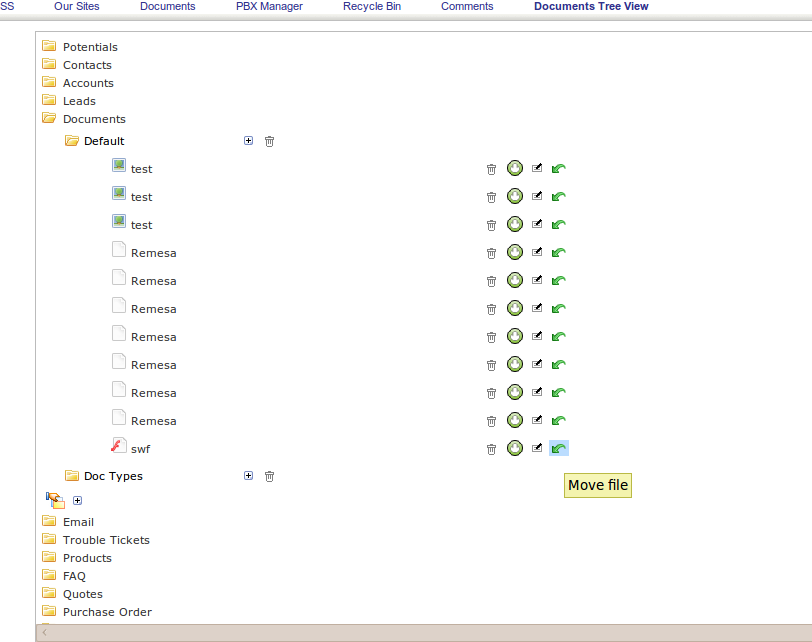 SS Our Sites Documents PBX Manager Recycle Bin Comments Documents Tree View
Potentials
Contacts
Accounts
Leads
Documents
Default
test
test
test
Remesa
Remesa
Remesa
Remesa
Remesa
Remesa
Remesa
swf
Doc Types
Move file
Email
Trouble Tickets
Products
FAQ
Quotes
Purchase Order